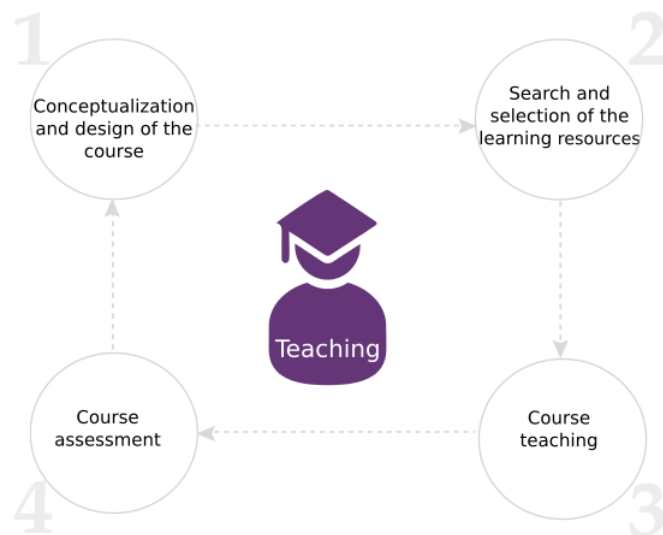 1
Conceptualization
and design of the
course
2
Search and
selection of the
learning resources
Teaching
4
Course
assessment
3
Course
teaching